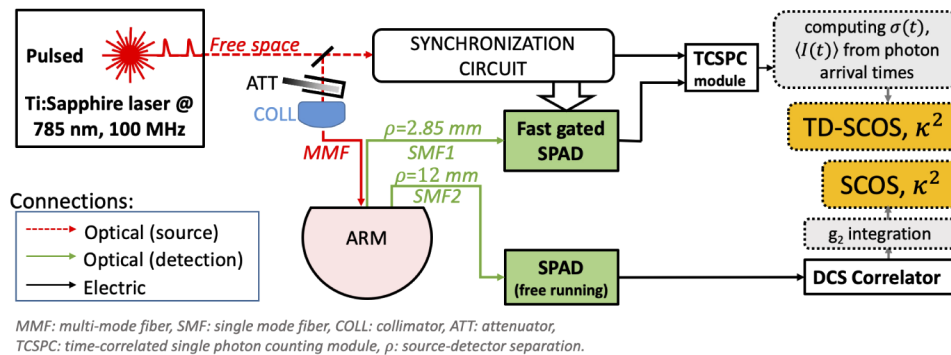 Pulsed
Ti:Sapphire laser @
785 nm, 100 MHz
Free space
ATT
COLL
MMF
SYNCHRONIZATION
CIRCUIT
TCSPC
module
computing σ(t),
⟨I(t)⟩ from photon
arrival times
TD-SCOS, κ²
ρ=2.85 mm
SMF1
Fast gated
SPAD
ρ=12 mm
SMF2
SCOS, κ²
g₂ integration
ARM
SPAD
(free running)
DCS Correlator
Connections:
Optical (source)
Optical (detection)
Electric
MMF: multi-mode fiber, SMF: single mode fiber, COLL: collimator, ATT: attenuator,
TCSPC: time-correlated single photon counting module, ρ: source-detector separation.